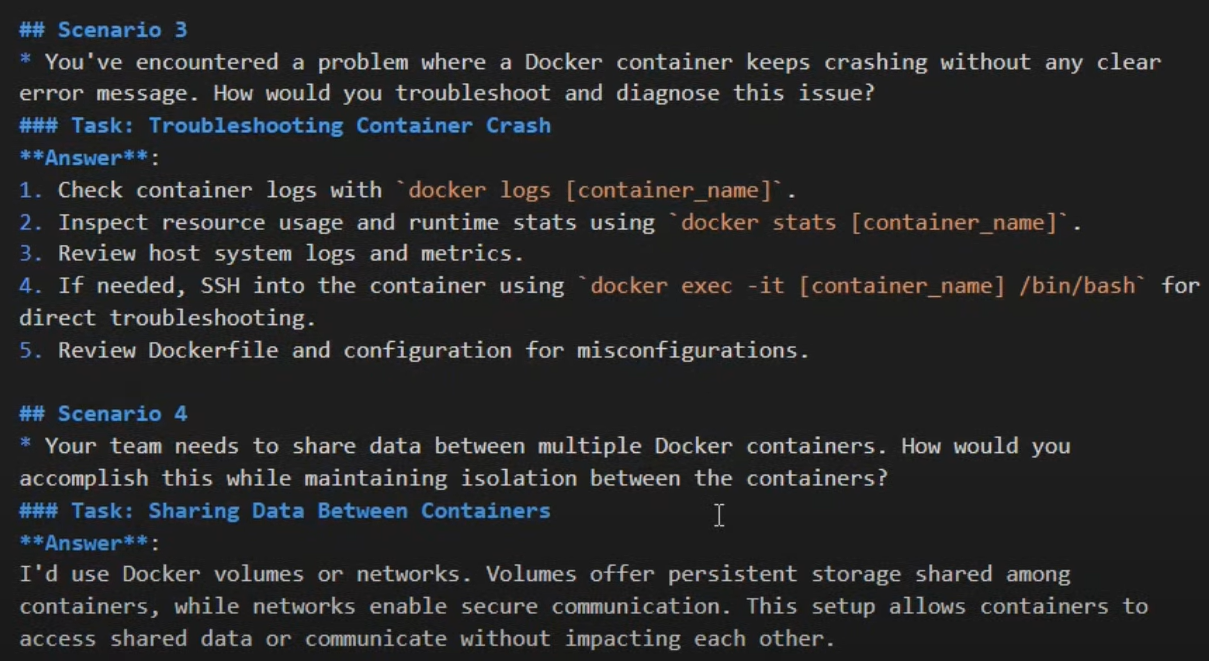 ## Scenario 3
* You've encountered a problem where a Docker container keeps crashing without any clear
error message. How would you troubleshoot and diagnose this issue?
### Task: Troubleshooting Container Crash
**Answer**:
1. Check container logs with `docker logs [container_name]`.
2. Inspect resource usage and runtime stats using `docker stats [container_name]`.
3. Review host system logs and metrics.
4. If needed, SSH into the container using `docker exec -it [container_name] /bin/bash` for
direct troubleshooting.
5. Review Dockerfile and configuration for misconfigurations.
## Scenario 4
* Your team needs to share data between multiple Docker containers. How would you
accomplish this while maintaining isolation between the containers?
### Task: Sharing Data Between Containers
**Answer**:
I'd use Docker volumes or networks. Volumes offer persistent storage shared among
containers, while networks enable secure communication. This setup allows containers to
access shared data or communicate without impacting each other.